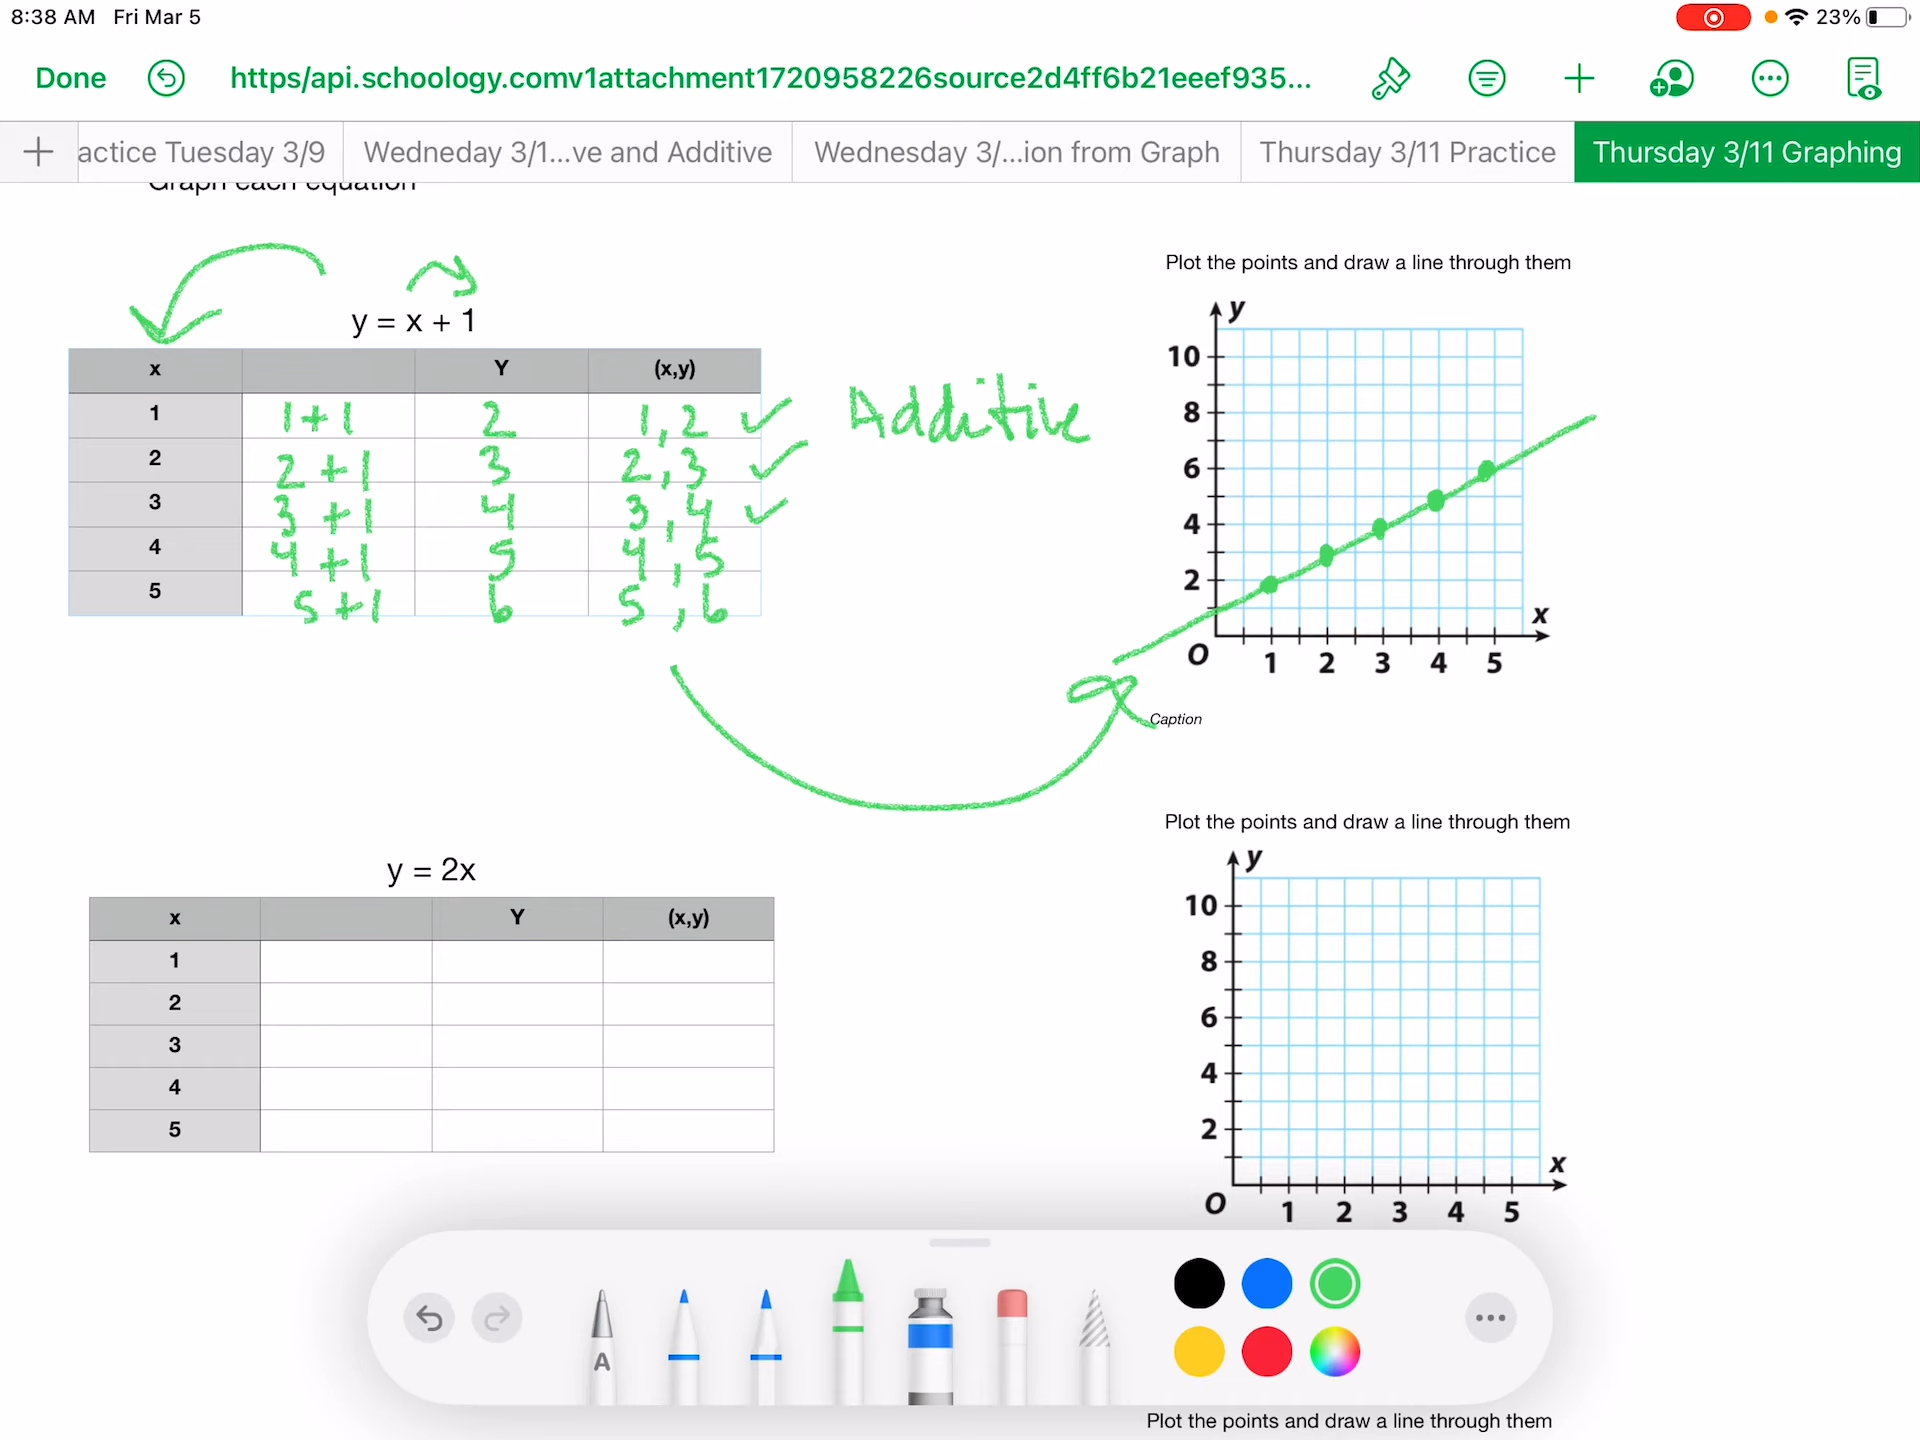 8:38 AM Fri Mar 5 23%
Done https/api.schoology.comv1attachment1720958226source2d4ff6b21eeef935...
actice Tuesday 3/9 Wedneday 3/1...ve and Additive Wednesday 3/...ion from Graph Thursday 3/11 Practice Thursday 3/11 Graphing
Graph each equation
y = x + 1
x Y (x,y)
1 1+1 2 1,2
2 2+1 3 2,3
3 3+1 4 3,4
4 4+1 5 4,5
5 5+1 6 5,6
Additive
Plot the points and draw a line through them
y
10
8
6
4
2
x
O 1 2 3 4 5
Caption
y = 2x
x Y (x,y)
1
2
3
4
5
Plot the points and draw a line through them
y
10
8
6
4
2
x
O 1 2 3 4 5
A
Plot the points and draw a line through them